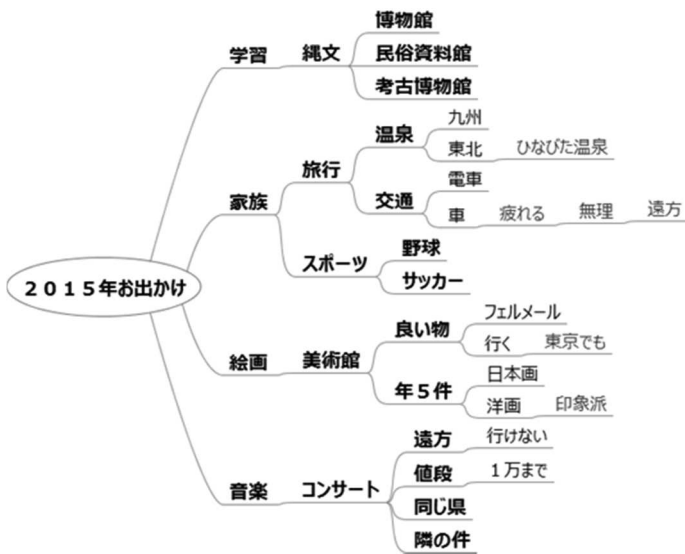 2015年お出かけ
学習
縄文
博物館
民俗資料館
考古博物館
家族
旅行
温泉
九州
東北
ひなびた温泉
交通
電車
車
疲れる
無理
遠方
スポーツ
野球
サッカー
絵画
美術館
良い物
フェルメール
行く
東京でも
年5件
日本画
洋画
印象派
音楽
コンサート
遠方
行けない
値段
1万まで
同じ県
隣の件